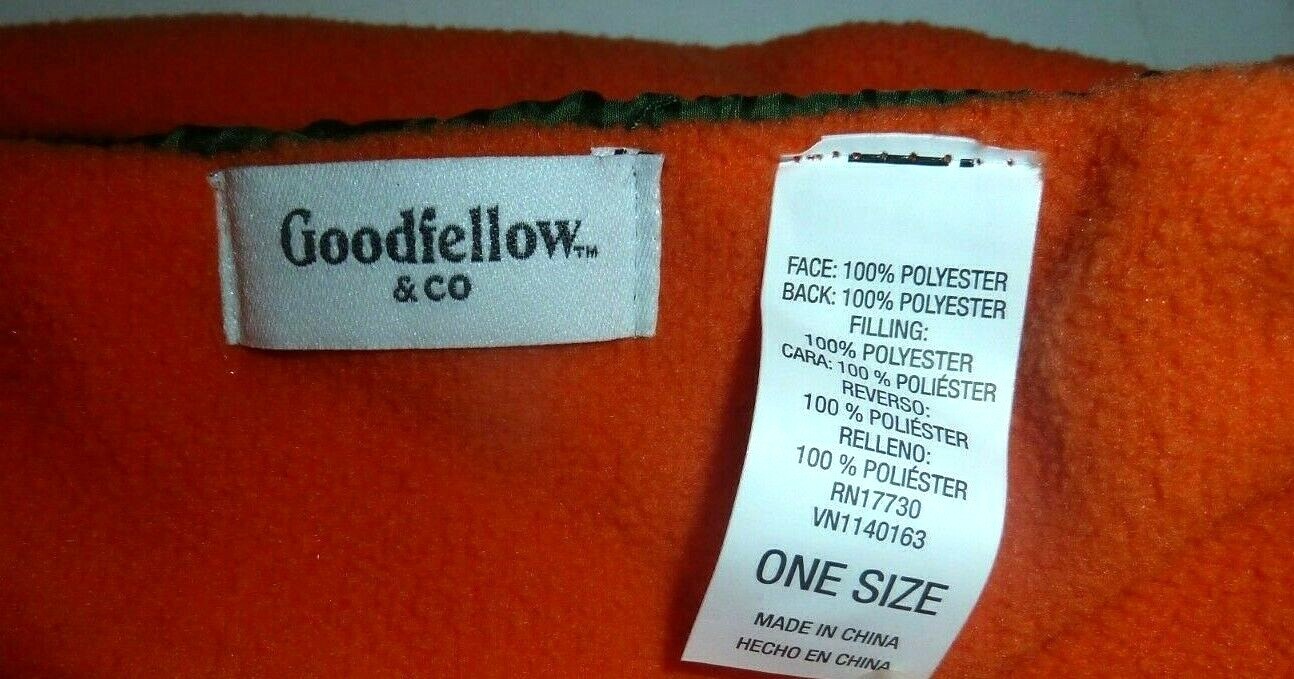 Goodfellow™
& CO
FACE: 100% POLYESTER
BACK: 100% POLYESTER
FILLING:
100% POLYESTER
CARA: 100 % POLIÉSTER
REVERSO:
100 % POLIÉSTER
RELLENO:
100 % POLIÉSTER
RN17730
VN1140163
ONE SIZE
MADE IN CHINA
HECHO EN CHINA